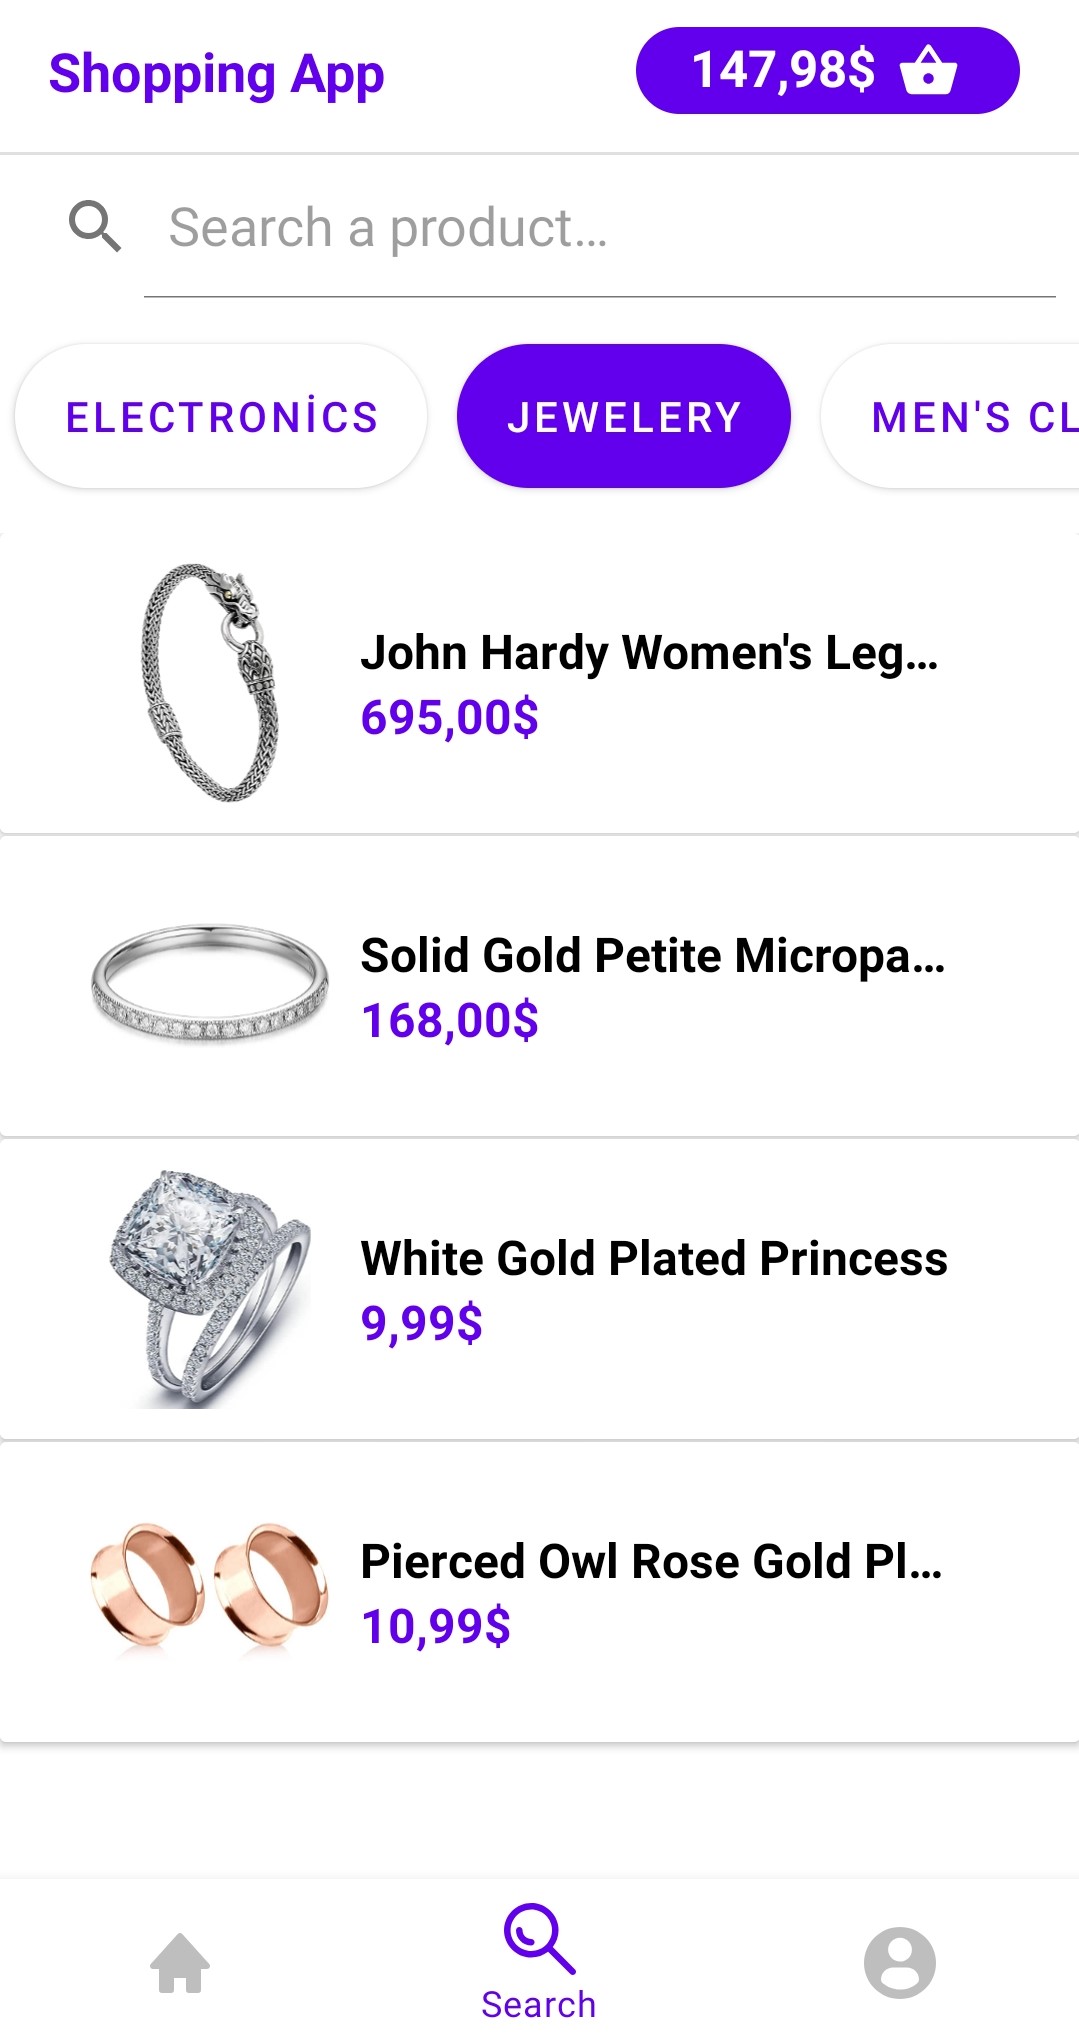 Shopping App
147,98$
Search a product...
ELECTRONİCS
JEWELERY
MEN'S CL
John Hardy Women's Leg...
695,00$
Solid Gold Petite Micropa...
168,00$
White Gold Plated Princess
9,99$
Pierced Owl Rose Gold Pl...
10,99$
Search